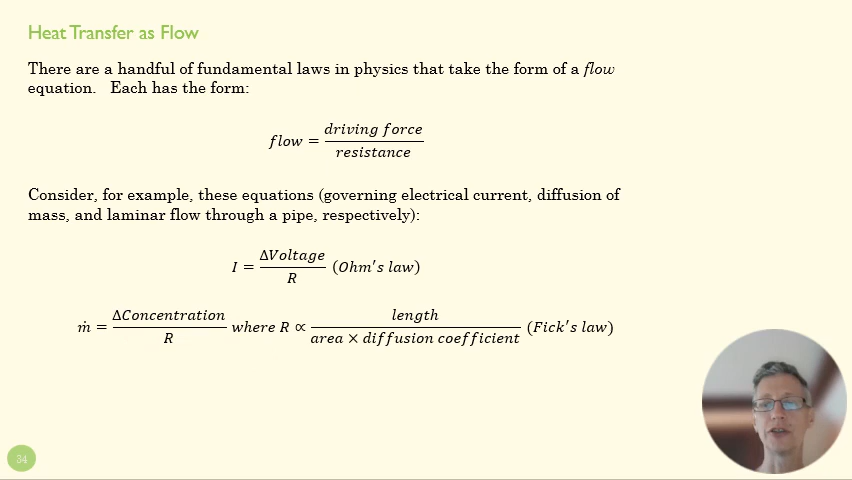 Heat Transfer as Flow
There are a handful of fundamental laws in physics that take the form of a flow
equation. Each has the form:
flow = driving force / resistance
Consider, for example, these equations (governing electrical current, diffusion of
mass, and laminar flow through a pipe, respectively):
I = ΔVoltage / R (Ohm's law)
ṁ = ΔConcentration / R where R ∝ length / area × diffusion coefficient (Fick's law)
34